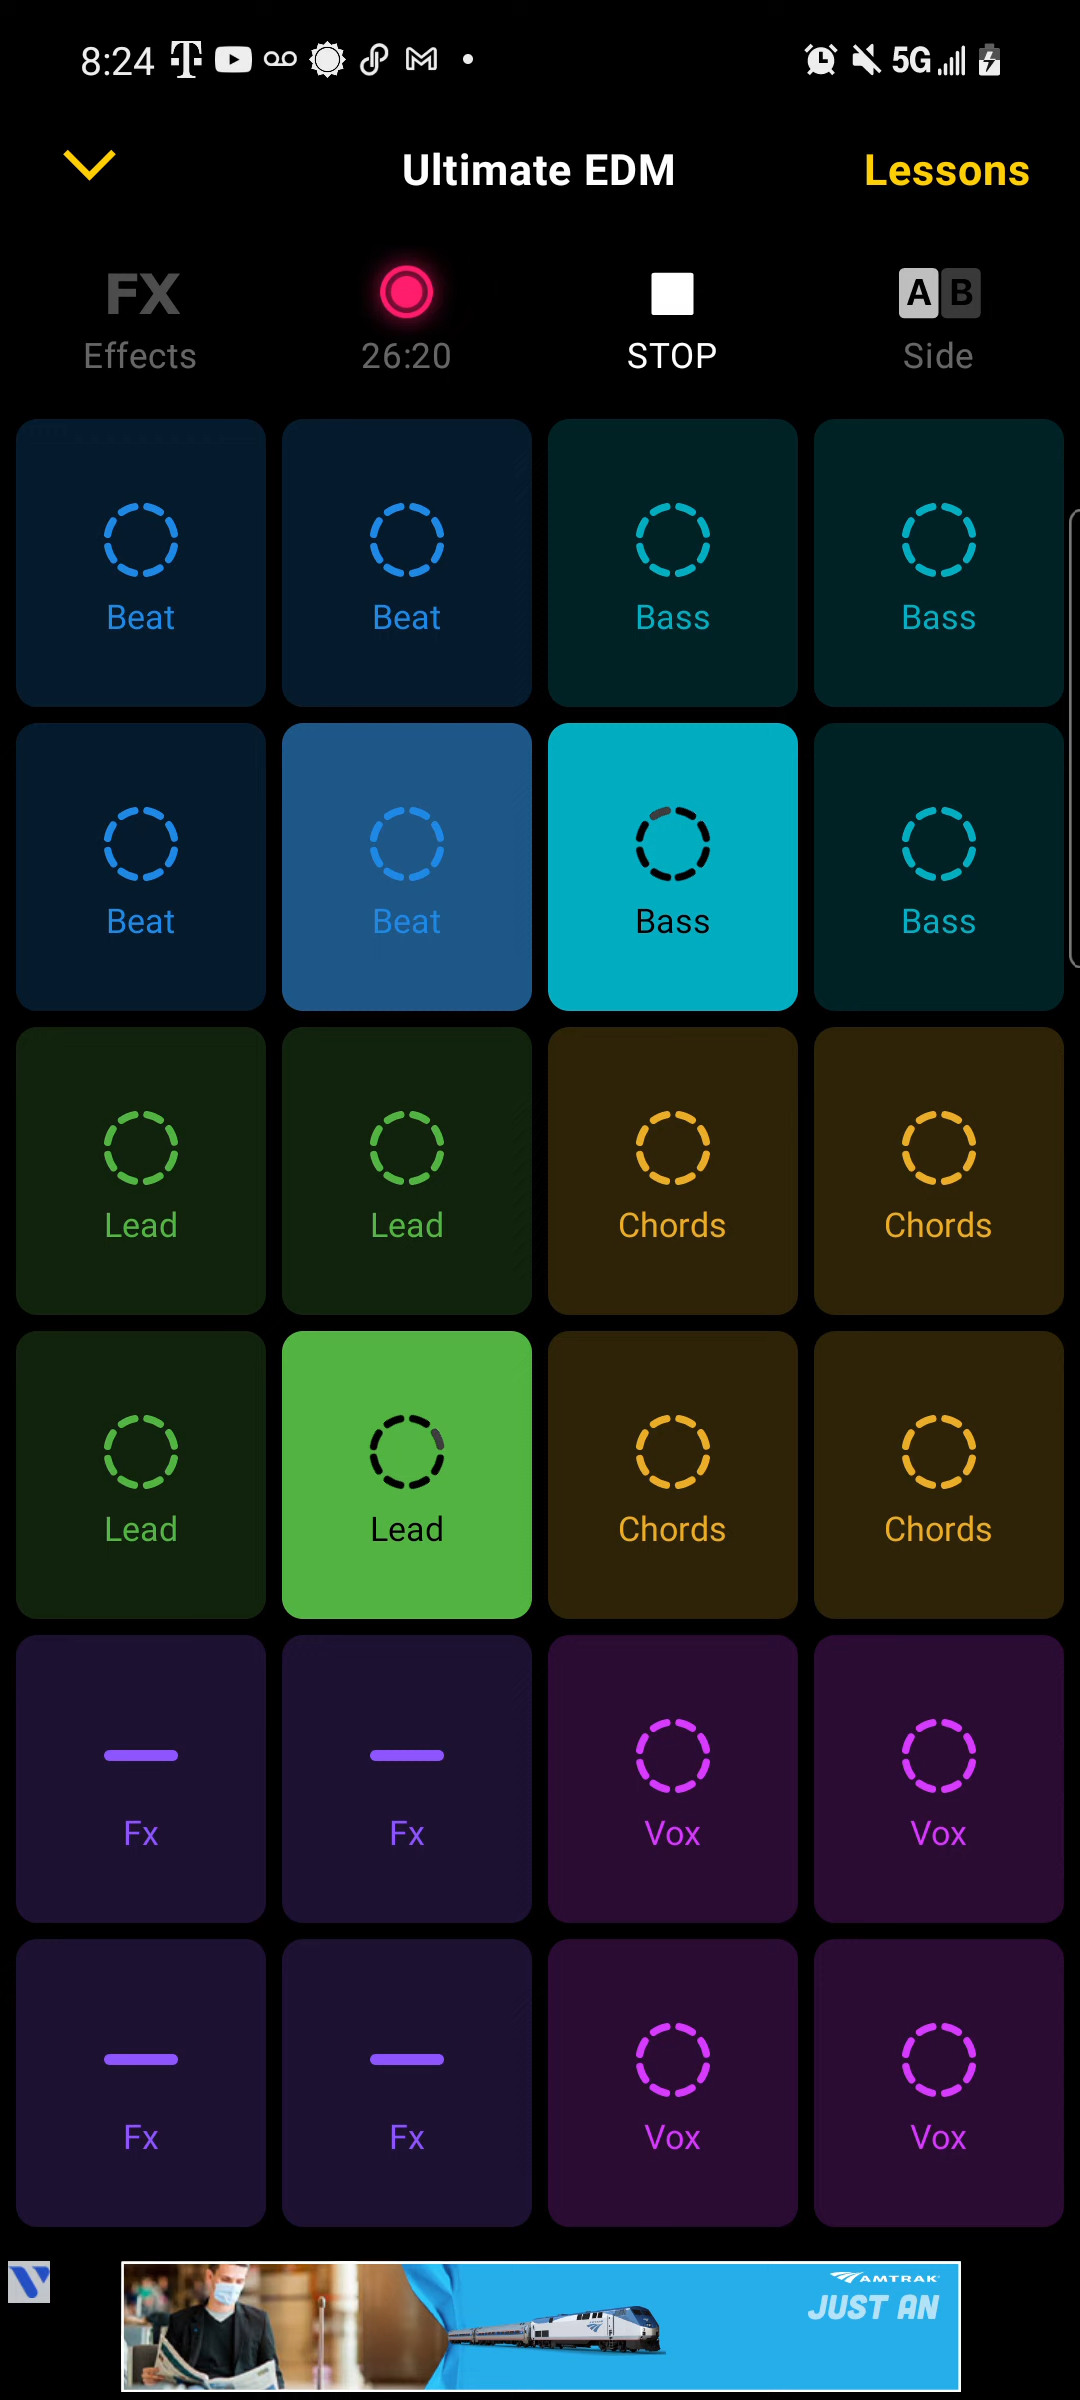 8:24 5G
Ultimate EDM Lessons
FX A B
Effects 26:20 STOP Side
Beat Beat Bass Bass
Beat Beat Bass Bass
Lead Lead Chords Chords
Lead Lead Chords Chords
Fx Fx Vox Vox
Fx Fx Vox Vox
AMTRAK
JUST AN